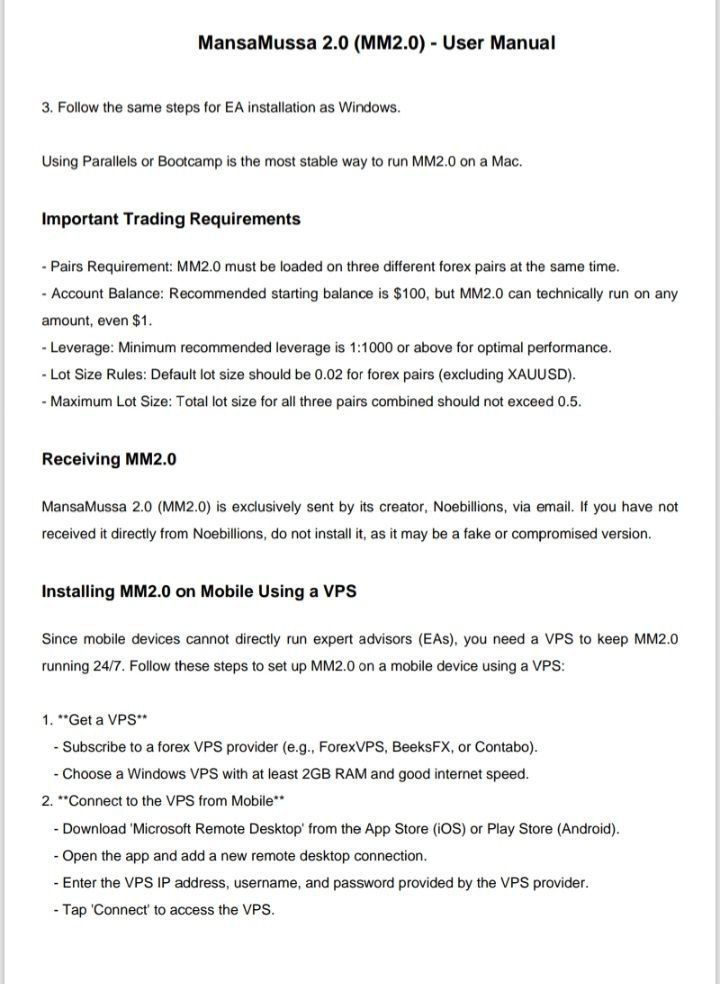 MansaMussa 2.0 (MM2.0) - User Manual
3. Follow the same steps for EA installation as Windows.
Using Parallels or Bootcamp is the most stable way to run MM2.0 on a Mac.
Important Trading Requirements
- Pairs Requirement: MM2.0 must be loaded on three different forex pairs at the same time.
- Account Balance: Recommended starting balance is $100, but MM2.0 can technically run on any
amount, even $1.
- Leverage: Minimum recommended leverage is 1:1000 or above for optimal performance.
- Lot Size Rules: Default lot size should be 0.02 for forex pairs (excluding XAUUSD).
- Maximum Lot Size: Total lot size for all three pairs combined should not exceed 0.5.
Receiving MM2.0
MansaMussa 2.0 (MM2.0) is exclusively sent by its creator, Noebillions, via email. If you have not
received it directly from Noebillions, do not install it, as it may be a fake or compromised version.
Installing MM2.0 on Mobile Using a VPS
Since mobile devices cannot directly run expert advisors (EAs), you need a VPS to keep MM2.0
running 24/7. Follow these steps to set up MM2.0 on a mobile device using a VPS:
1. **Get a VPS**
- Subscribe to a forex VPS provider (e.g., ForexVPS, BeeksFX, or Contabo).
- Choose a Windows VPS with at least 2GB RAM and good internet speed.
2. **Connect to the VPS from Mobile**
- Download 'Microsoft Remote Desktop' from the App Store (iOS) or Play Store (Android).
- Open the app and add a new remote desktop connection.
- Enter the VPS IP address, username, and password provided by the VPS provider.
- Tap 'Connect' to access the VPS.